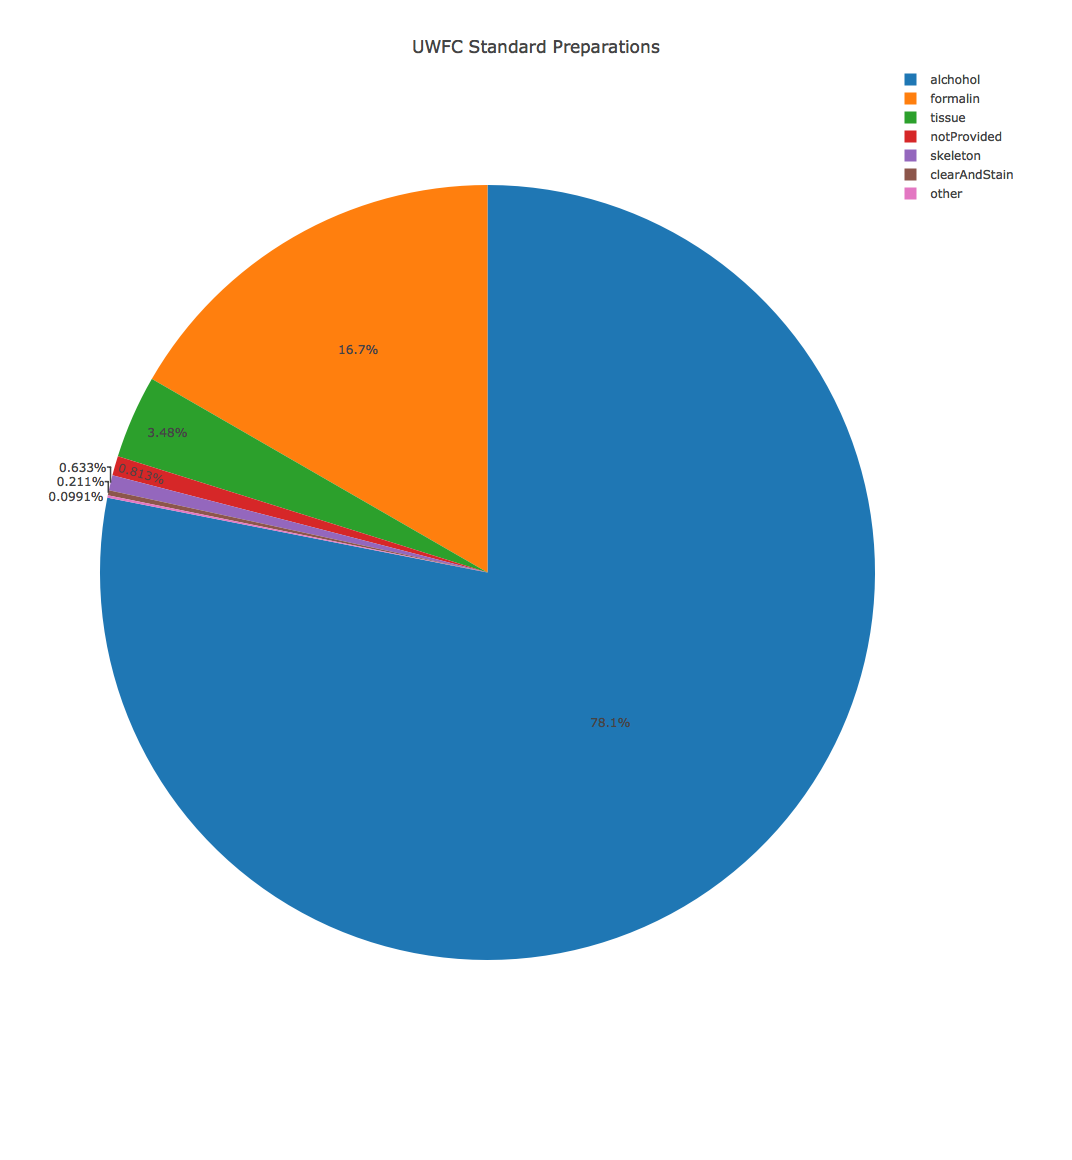 UWFC Standard Preparations
alchohol
formalin
tissue
notProvided
skeleton
clearAndStain
other
16.7%
3.48%
0.813%
0.633%
0.211%
0.0991%
78.1%